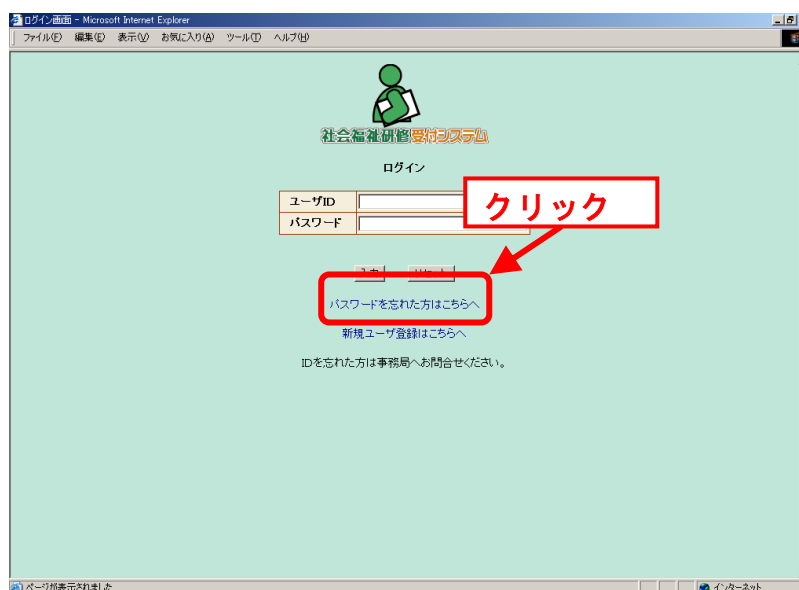 ログイン画面 - Microsoft Internet Explorer
ファイル(F) 編集(E) 表示(V) お気に入り(A) ツール(T) ヘルプ(H)
社会福祉研修受付システム
ログイン
ユーザID
クリック
パスワード
パスワードを忘れた方はこちらへ
新規ユーザ登録はこちらへ
IDを忘れた方は事務局へお問合せください。
ページが表示されました
インターネット